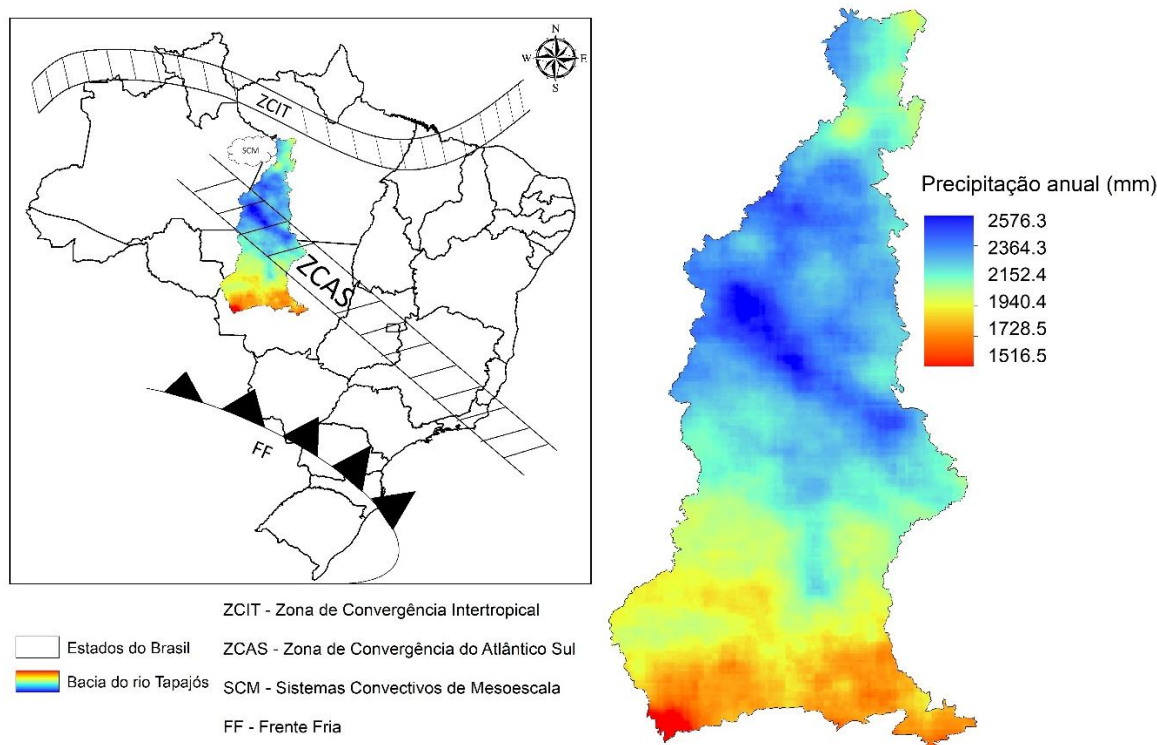 N
W
E
S
ZCIT
SCM
ZCAS
FF
Precipitação anual (mm)
2576.3
2364.3
2152.4
1940.4
1728.5
1516.5
ZCIT - Zona de Convergência Intertropical
Estados do Brasil
ZCAS - Zona de Convergência do Atlântico Sul
Bacia do rio Tapajós
SCM - Sistemas Convectivos de Mesoescala
FF - Frente Fria